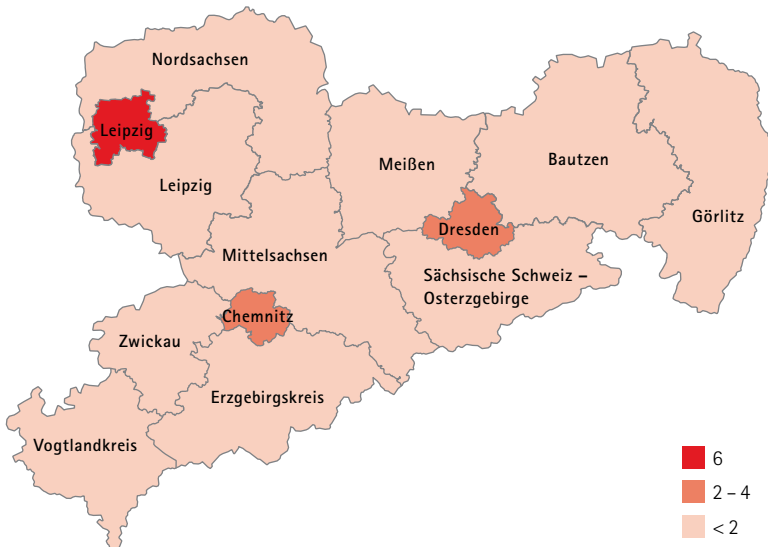 Nordsachsen
Leipzig
Leipzig
Meißen
Bautzen
Görlitz
Dresden
Mittelsachsen
Sächsische Schweiz –
Osterzgebirge
Chemnitz
Zwickau
Erzgebirgskreis
Vogtlandkreis
6
2 – 4
< 2